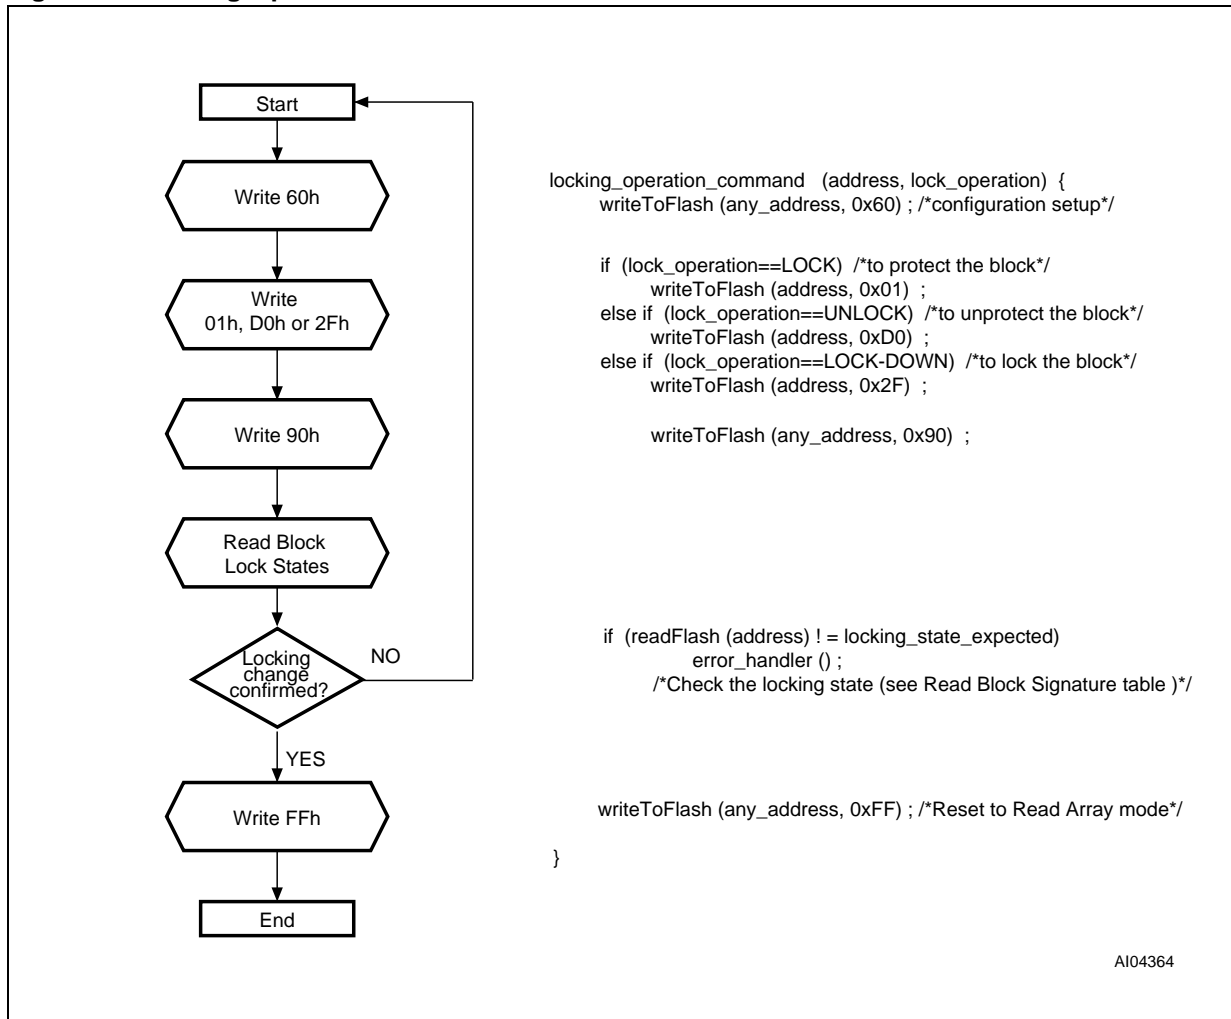 Start
Write 60h
Write
01h, D0h or 2Fh
Write 90h
Read Block
Lock States
Locking
change
confirmed?
NO
YES
Write FFh
End
locking_operation_command (address, lock_operation) {
writeToFlash (any_address, 0x60) ; /*configuration setup*/
if (lock_operation==LOCK) /*to protect the block*/
writeToFlash (address, 0x01) ;
else if (lock_operation==UNLOCK) /*to unprotect the block*/
writeToFlash (address, 0xD0) ;
else if (lock_operation==LOCK-DOWN) /*to lock the block*/
writeToFlash (address, 0x2F) ;
writeToFlash (any_address, 0x90) ;
if (readFlash (address) ! = locking_state_expected)
error_handler () ;
/*Check the locking state (see Read Block Signature table )*/
writeToFlash (any_address, 0xFF) ; /*Reset to Read Array mode*/
}
AI04364